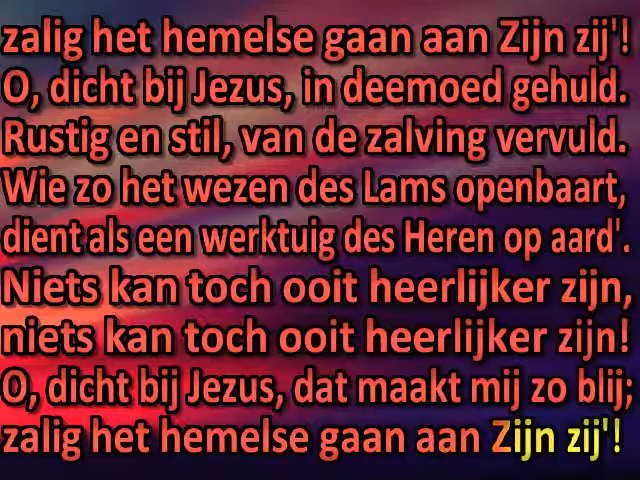 zalig het hemelse gaan aan Zijn zij'!
O, dicht bij Jezus, in deemoed gehuld.
Rustig en stil, van de zalving vervuld.
Wie zo het wezen des Lams openbaart,
dient als een werktuig des Heren op aard'.
Niets kan toch ooit heerlijker zijn,
niets kan toch ooit heerlijker zijn!
O, dicht bij Jezus, dat maakt mij zo blij;
zalig het hemelse gaan aan Zijn zij'!